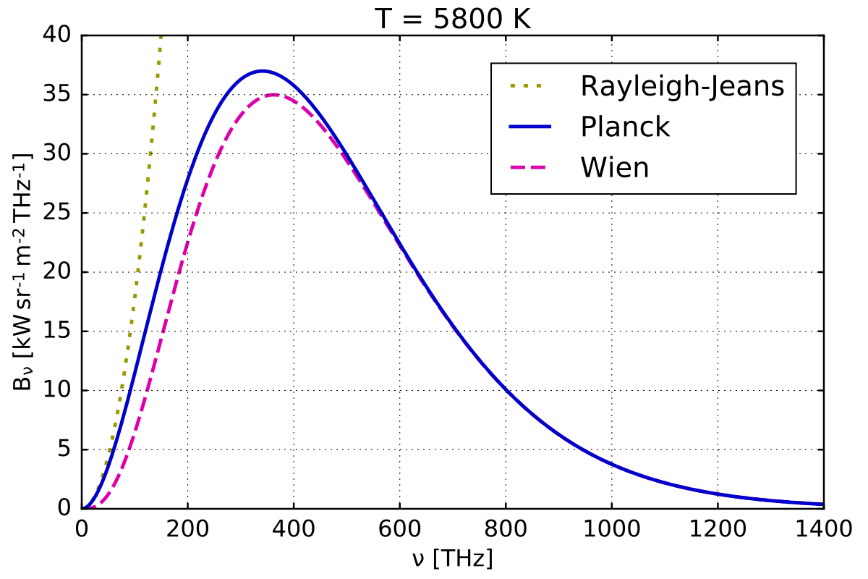 T = 5800 K
40
35
30
25
20
15
10
5
0
Bν [kW sr⁻¹ m⁻² THz⁻¹]
Rayleigh-Jeans
Planck
Wien
0 200 400 600 800 1000 1200 1400
ν [THz]